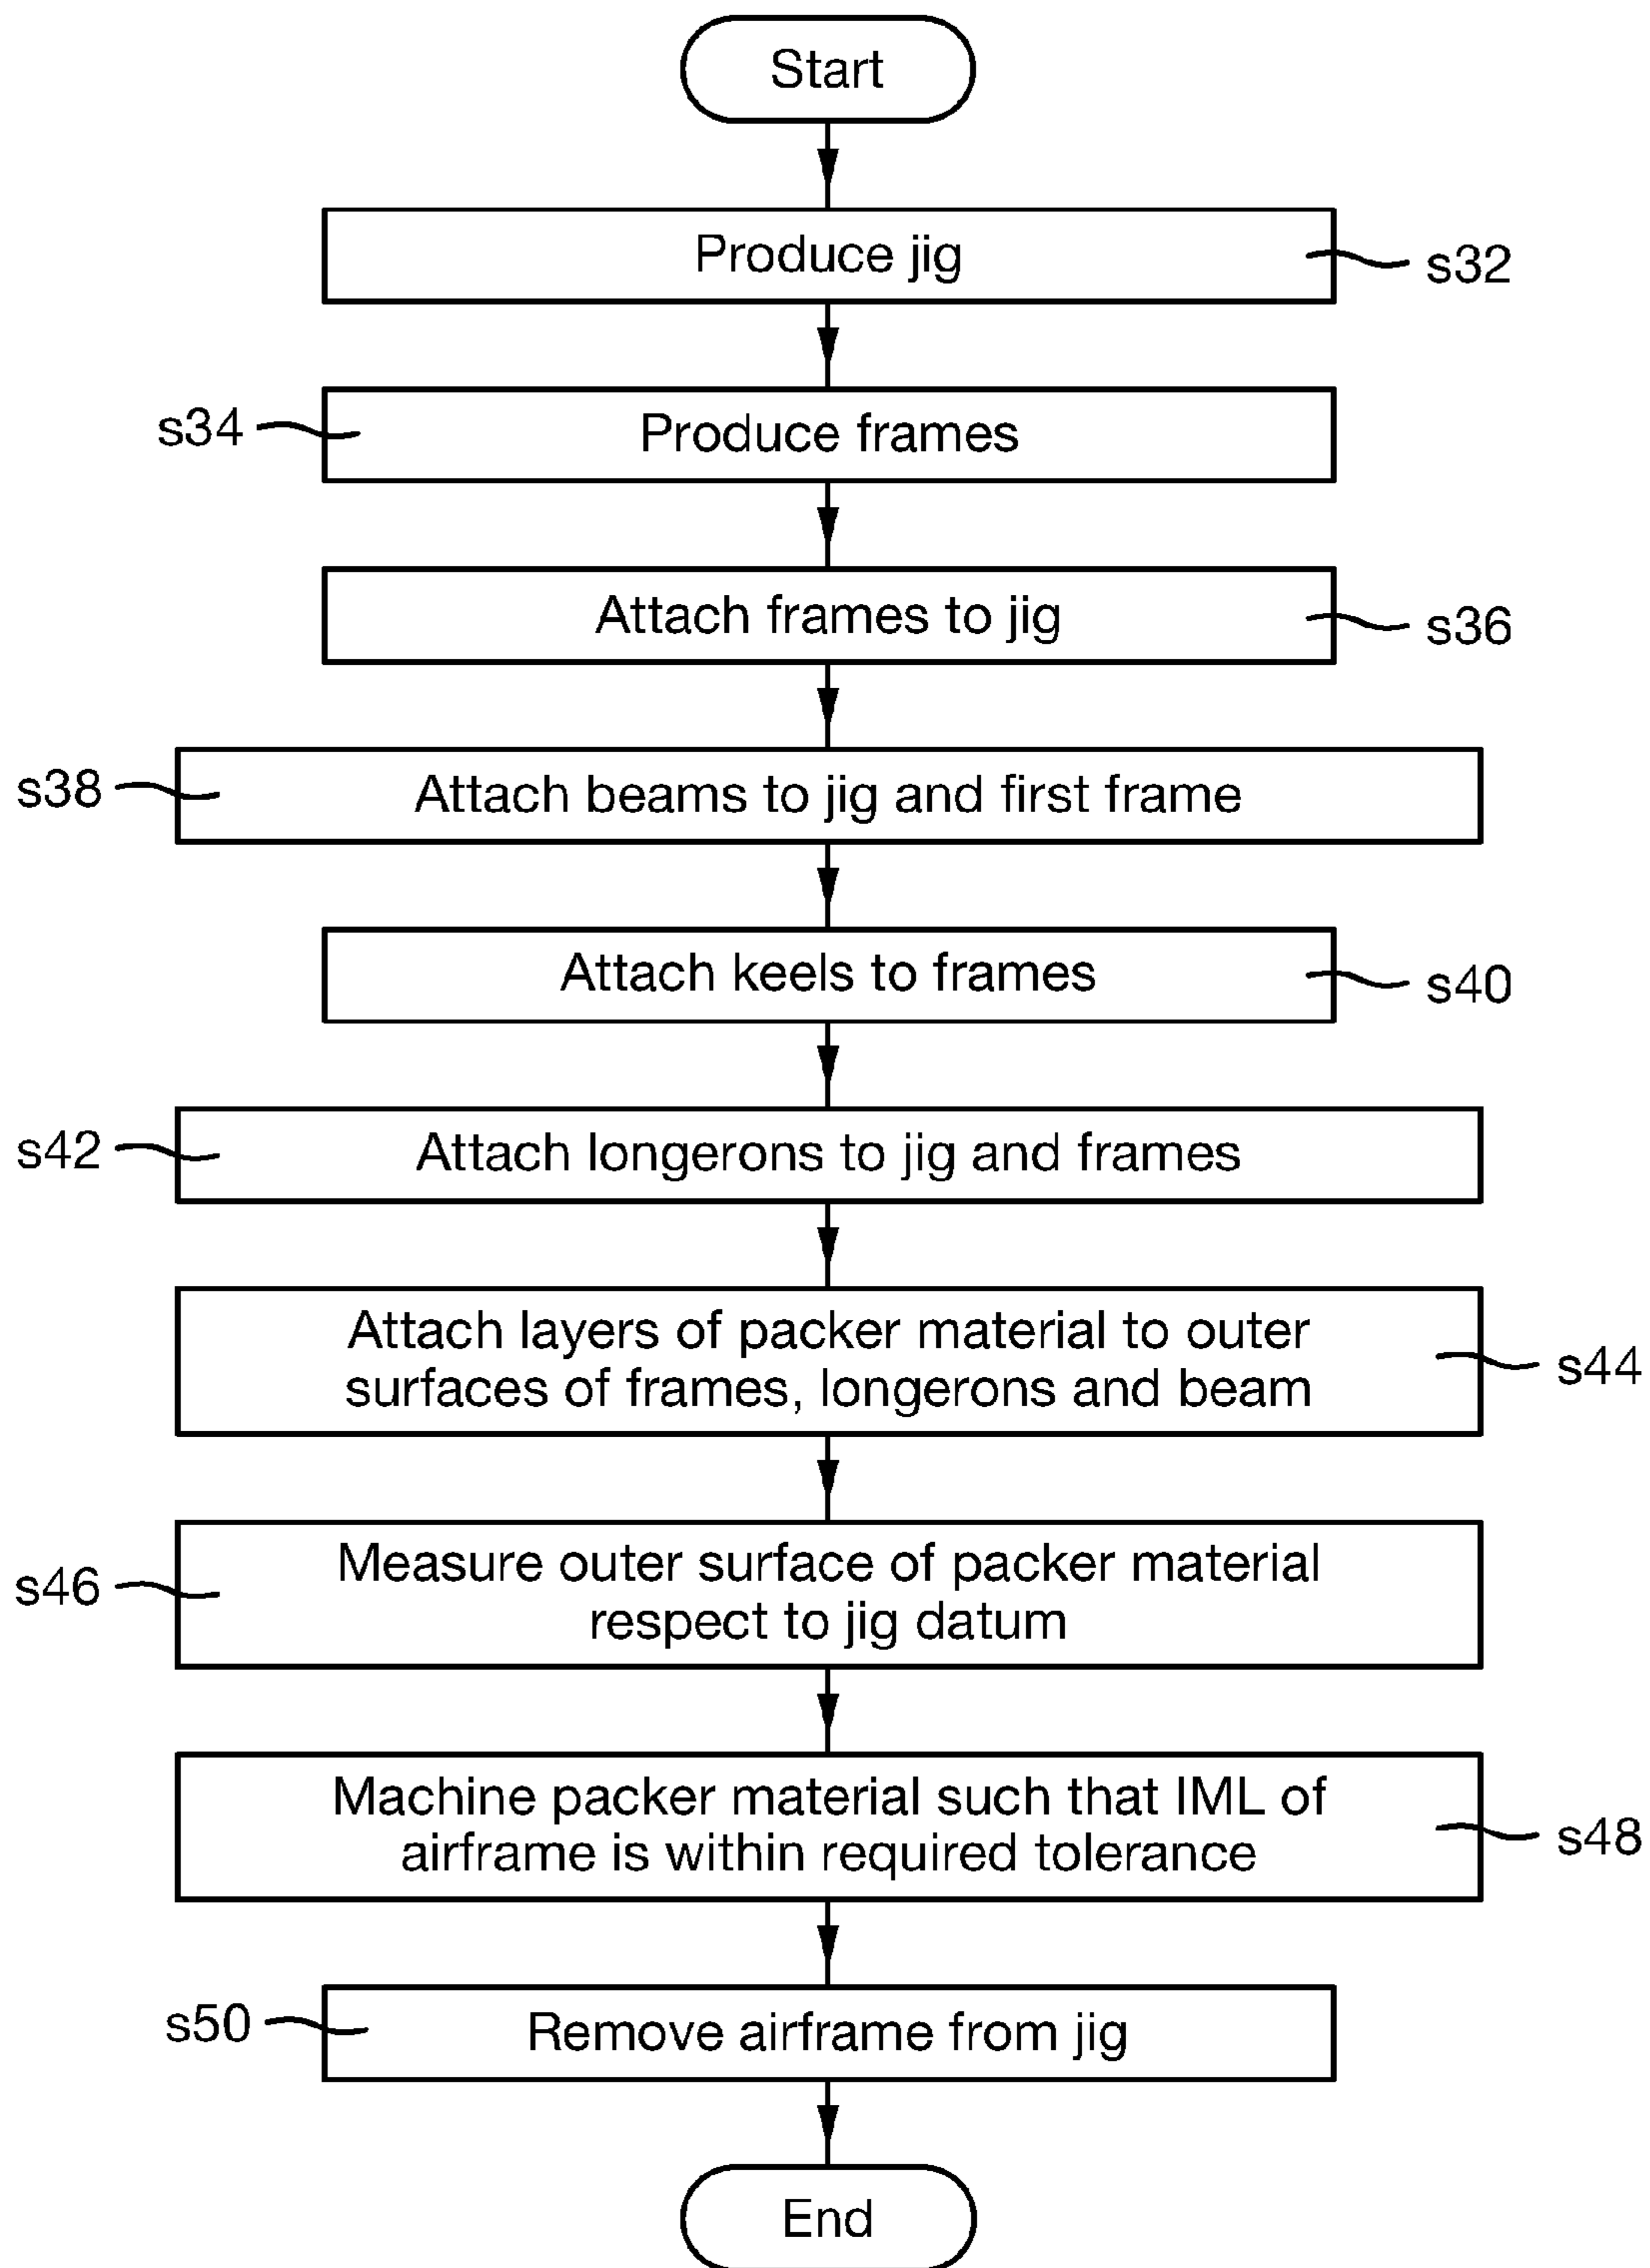 Start
Produce jig
s32
s34
Produce frames
Attach frames to jig
s36
s38
Attach beams to jig and first frame
Attach keels to frames
s40
s42
Attach longerons to jig and frames
Attach layers of packer material to outer
surfaces of frames, longerons and beam
s44
s46
Measure outer surface of packer material
respect to jig datum
Machine packer material such that IML of
airframe is within required tolerance
s48
s50
Remove airframe from jig
End